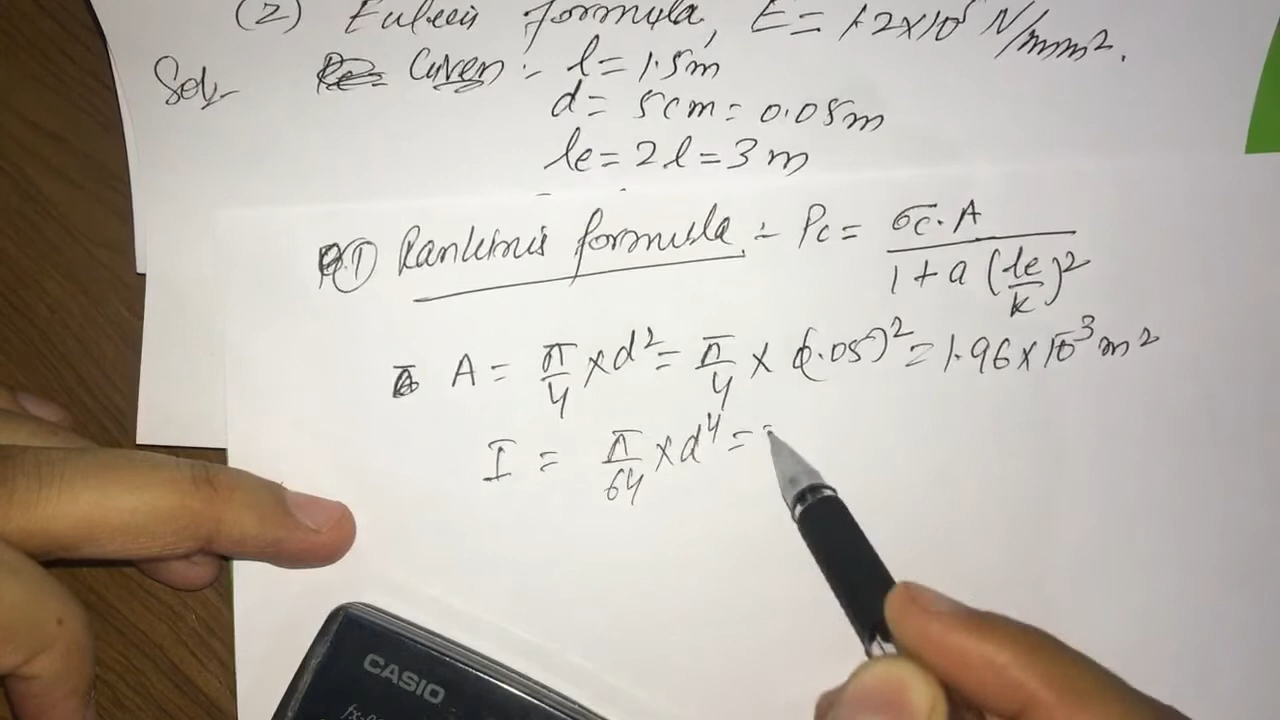 (2) Euler's formula, E = 1.2×10⁵ N/mm².
Sol- Given :- l = 1.5m
d = 5cm = 0.05m
le = 2l = 3m
① Rankine's formula :- Pc = σc·A / 1 + a (le/k)²
A = π/4 × d² = π/4 × (0.05)² = 1.96×10⁻³ m²
I = π/64 × d⁴ =
CASIO